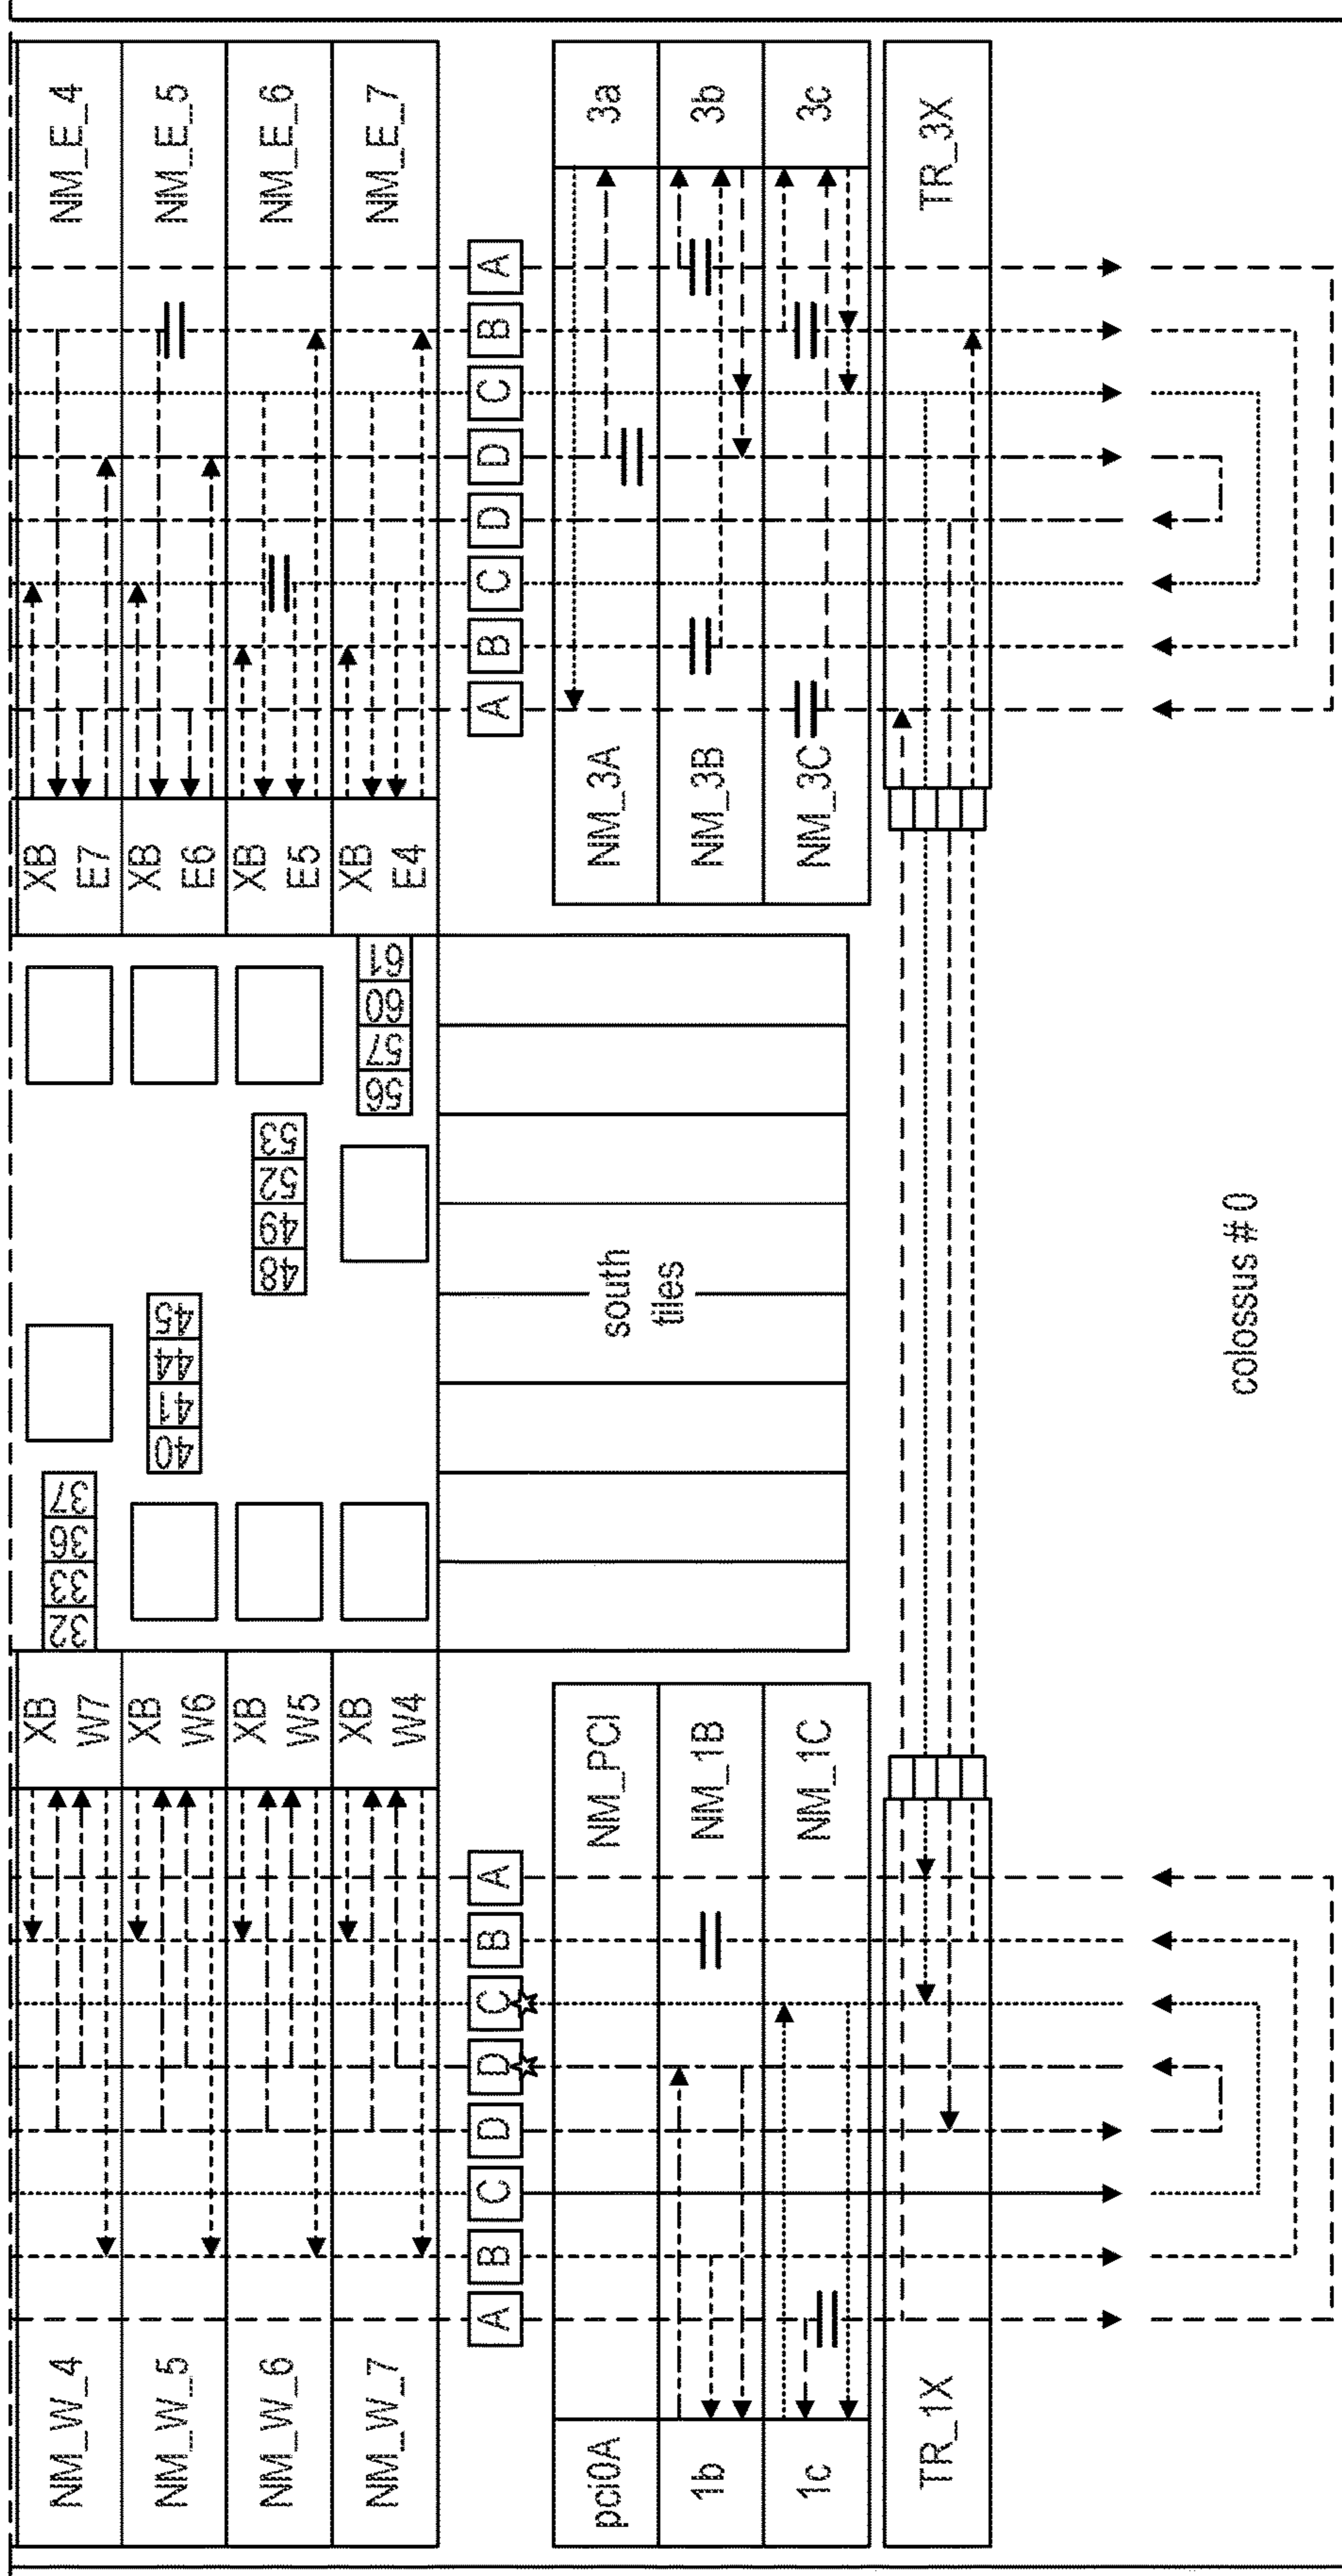 NM_W_4
XB
W7
32 33 36 37
XB
E7
NM_E_4
NM_W_5
XB
W6
40 41 44 45
XB
E6
NM_E_5
NM_W_6
XB
W5
48 49 52 53
XB
E5
NM_E_6
NM_W_7
XB
W4
56 57 60 61
XB
E4
NM_E_7
A B C D D C B A
A B C D D C B A
pci0A
NM_PCI
NM_3A
3a
1b
NM_1B
south
tiles
NM_3B
3b
1c
NM_1C
NM_3C
3c
TR_1X
TR_3X
colossus # 0